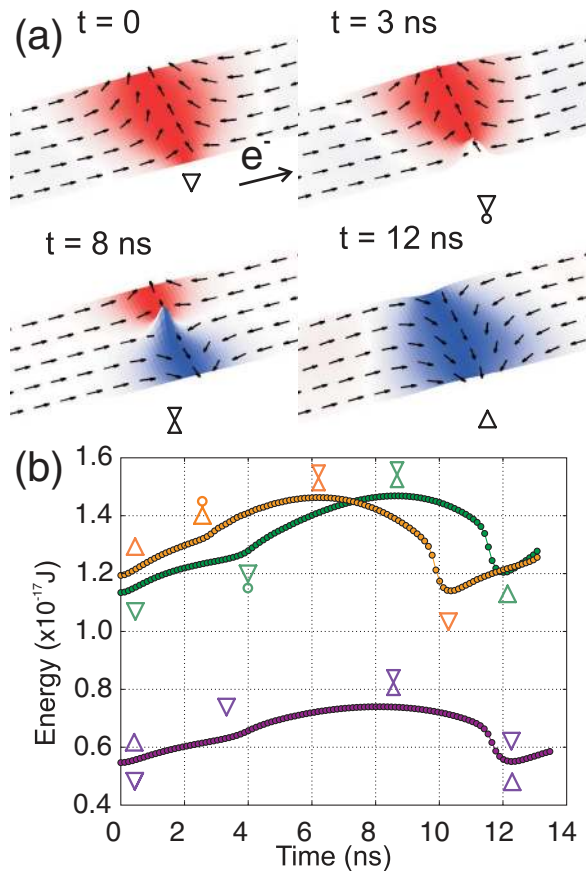 (a)
t = 0
t = 3 ns
e-
t = 8 ns
t = 12 ns
(b)
1.6
1.4
1.2
1.0
0.8
0.6
0.4
Energy (x10⁻¹⁷J)
0 2 4 6 8 10 12 14
Time (ns)